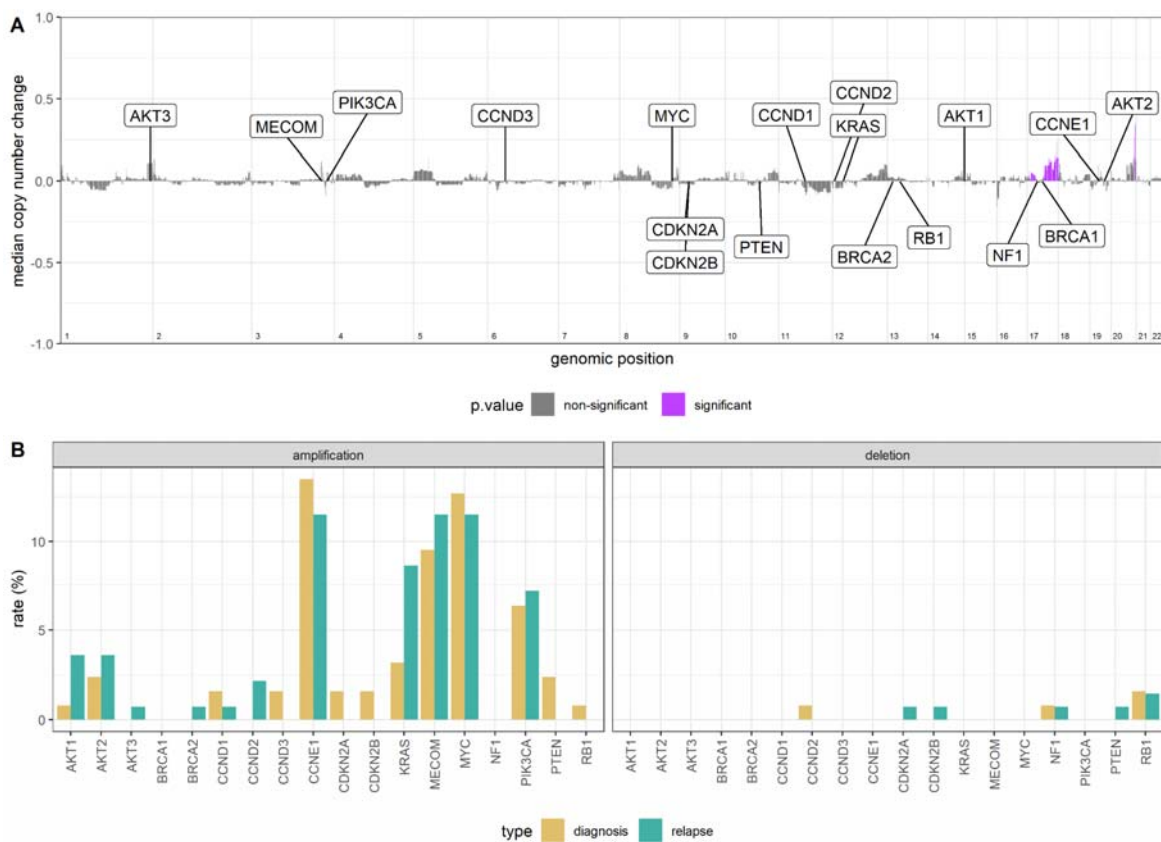 A
median copy number change
1.0
0.5
0.0
-0.5
-1.0
AKT3
MECOM
PIK3CA
CCND3
MYC
CDKN2A
CDKN2B
PTEN
CCND1
CCND2
KRAS
BRCA2
RB1
AKT1
NF1
BRCA1
CCNE1
AKT2
1 2 3 4 5 6 7 8 9 10 11 12 13 14 15 16 17 18 19 20 21 22
genomic position
p.value non-significant significant
B
amplification deletion
rate (%)
10
5
0
AKT1 AKT2 AKT3 BRCA1 BRCA2 CCND1 CCND2 CCND3 CCNE1 CDKN2A CDKN2B KRAS MECOM MYC NF1 PIK3CA PTEN RB1
AKT1 AKT2 AKT3 BRCA1 BRCA2 CCND1 CCND2 CCND3 CCNE1 CDKN2A CDKN2B KRAS MECOM MYC NF1 PIK3CA PTEN RB1
type diagnosis relapse